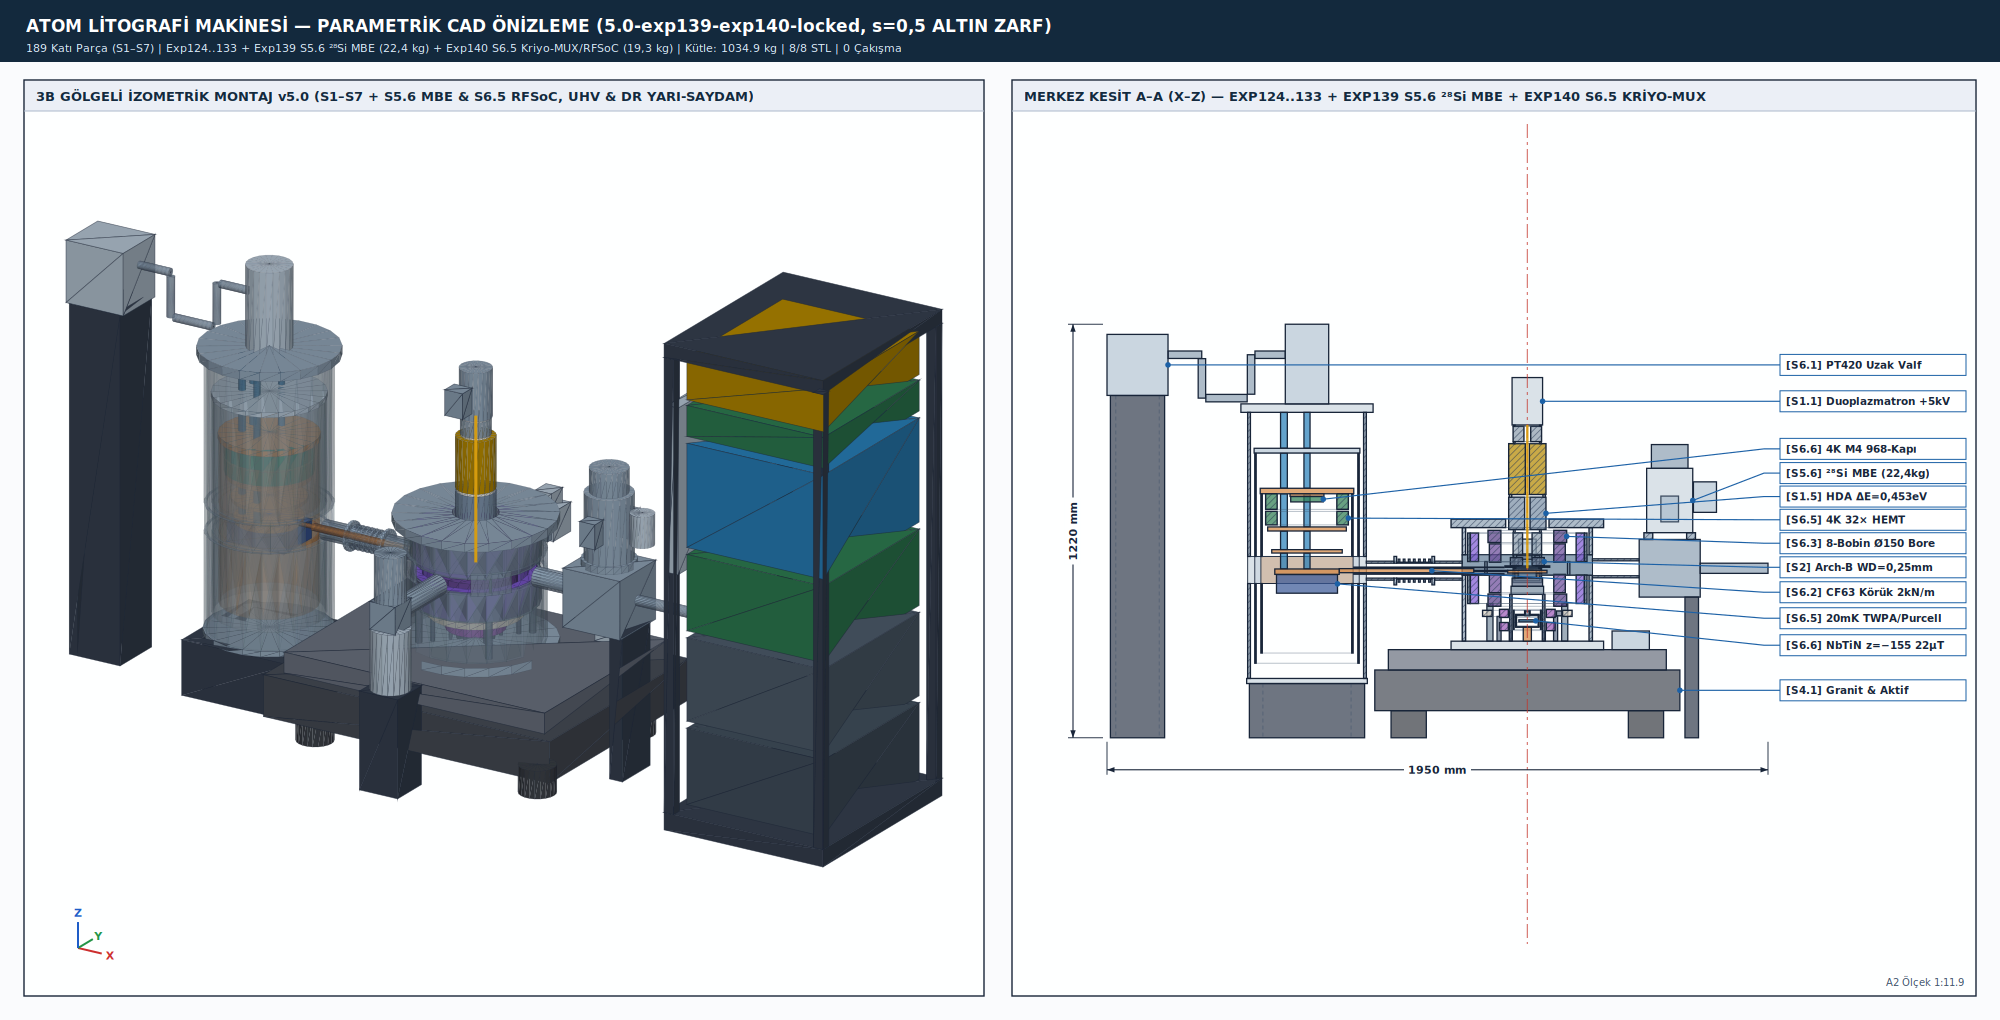 ATOM LİTOGRAFİ MAKİNESİ — PARAMETRİK CAD ÖNİZLEME (5.0-exp139-exp140-locked, s=0,5 ALTIN ZARF)
189 Katı Parça (S1–S7) | Exp124..133 + Exp139 S5.6 ²⁸Si MBE (22,4 kg) + Exp140 S6.5 Kriyo-MUX/RFSoC (19,3 kg) | Kütle: 1034.9 kg | 8/8 STL | 0 Çakışma
3B GÖLGELİ İZOMETRİK MONTAJ v5.0 (S1–S7 + S5.6 MBE & S6.5 RFSoC, UHV & DR YARI-SAYDAM)
Z
Y
X
MERKEZ KESİT A–A (X–Z) — EXP124..133 + EXP139 S5.6 ²⁸Si MBE + EXP140 S6.5 KRİYO-MUX
1220 mm
1950 mm
[S6.1] PT420 Uzak Valf
[S1.1] Duoplazmatron +5kV
[S6.6] 4K M4 968-Kapı
[S5.6] ²⁸Si MBE (22,4kg)
[S1.5] HDA ΔE=0,453eV
[S6.5] 4K 32× HEMT
[S6.3] 8-Bobin Ø150 Bore
[S2] Arch-B WD=0,25mm
[S6.2] CF63 Körük 2kN/m
[S6.5] 20mK TWPA/Purcell
[S6.6] NbTiN z=−155 22µT
[S4.1] Granit & Aktif
A2 Ölçek 1:11.9